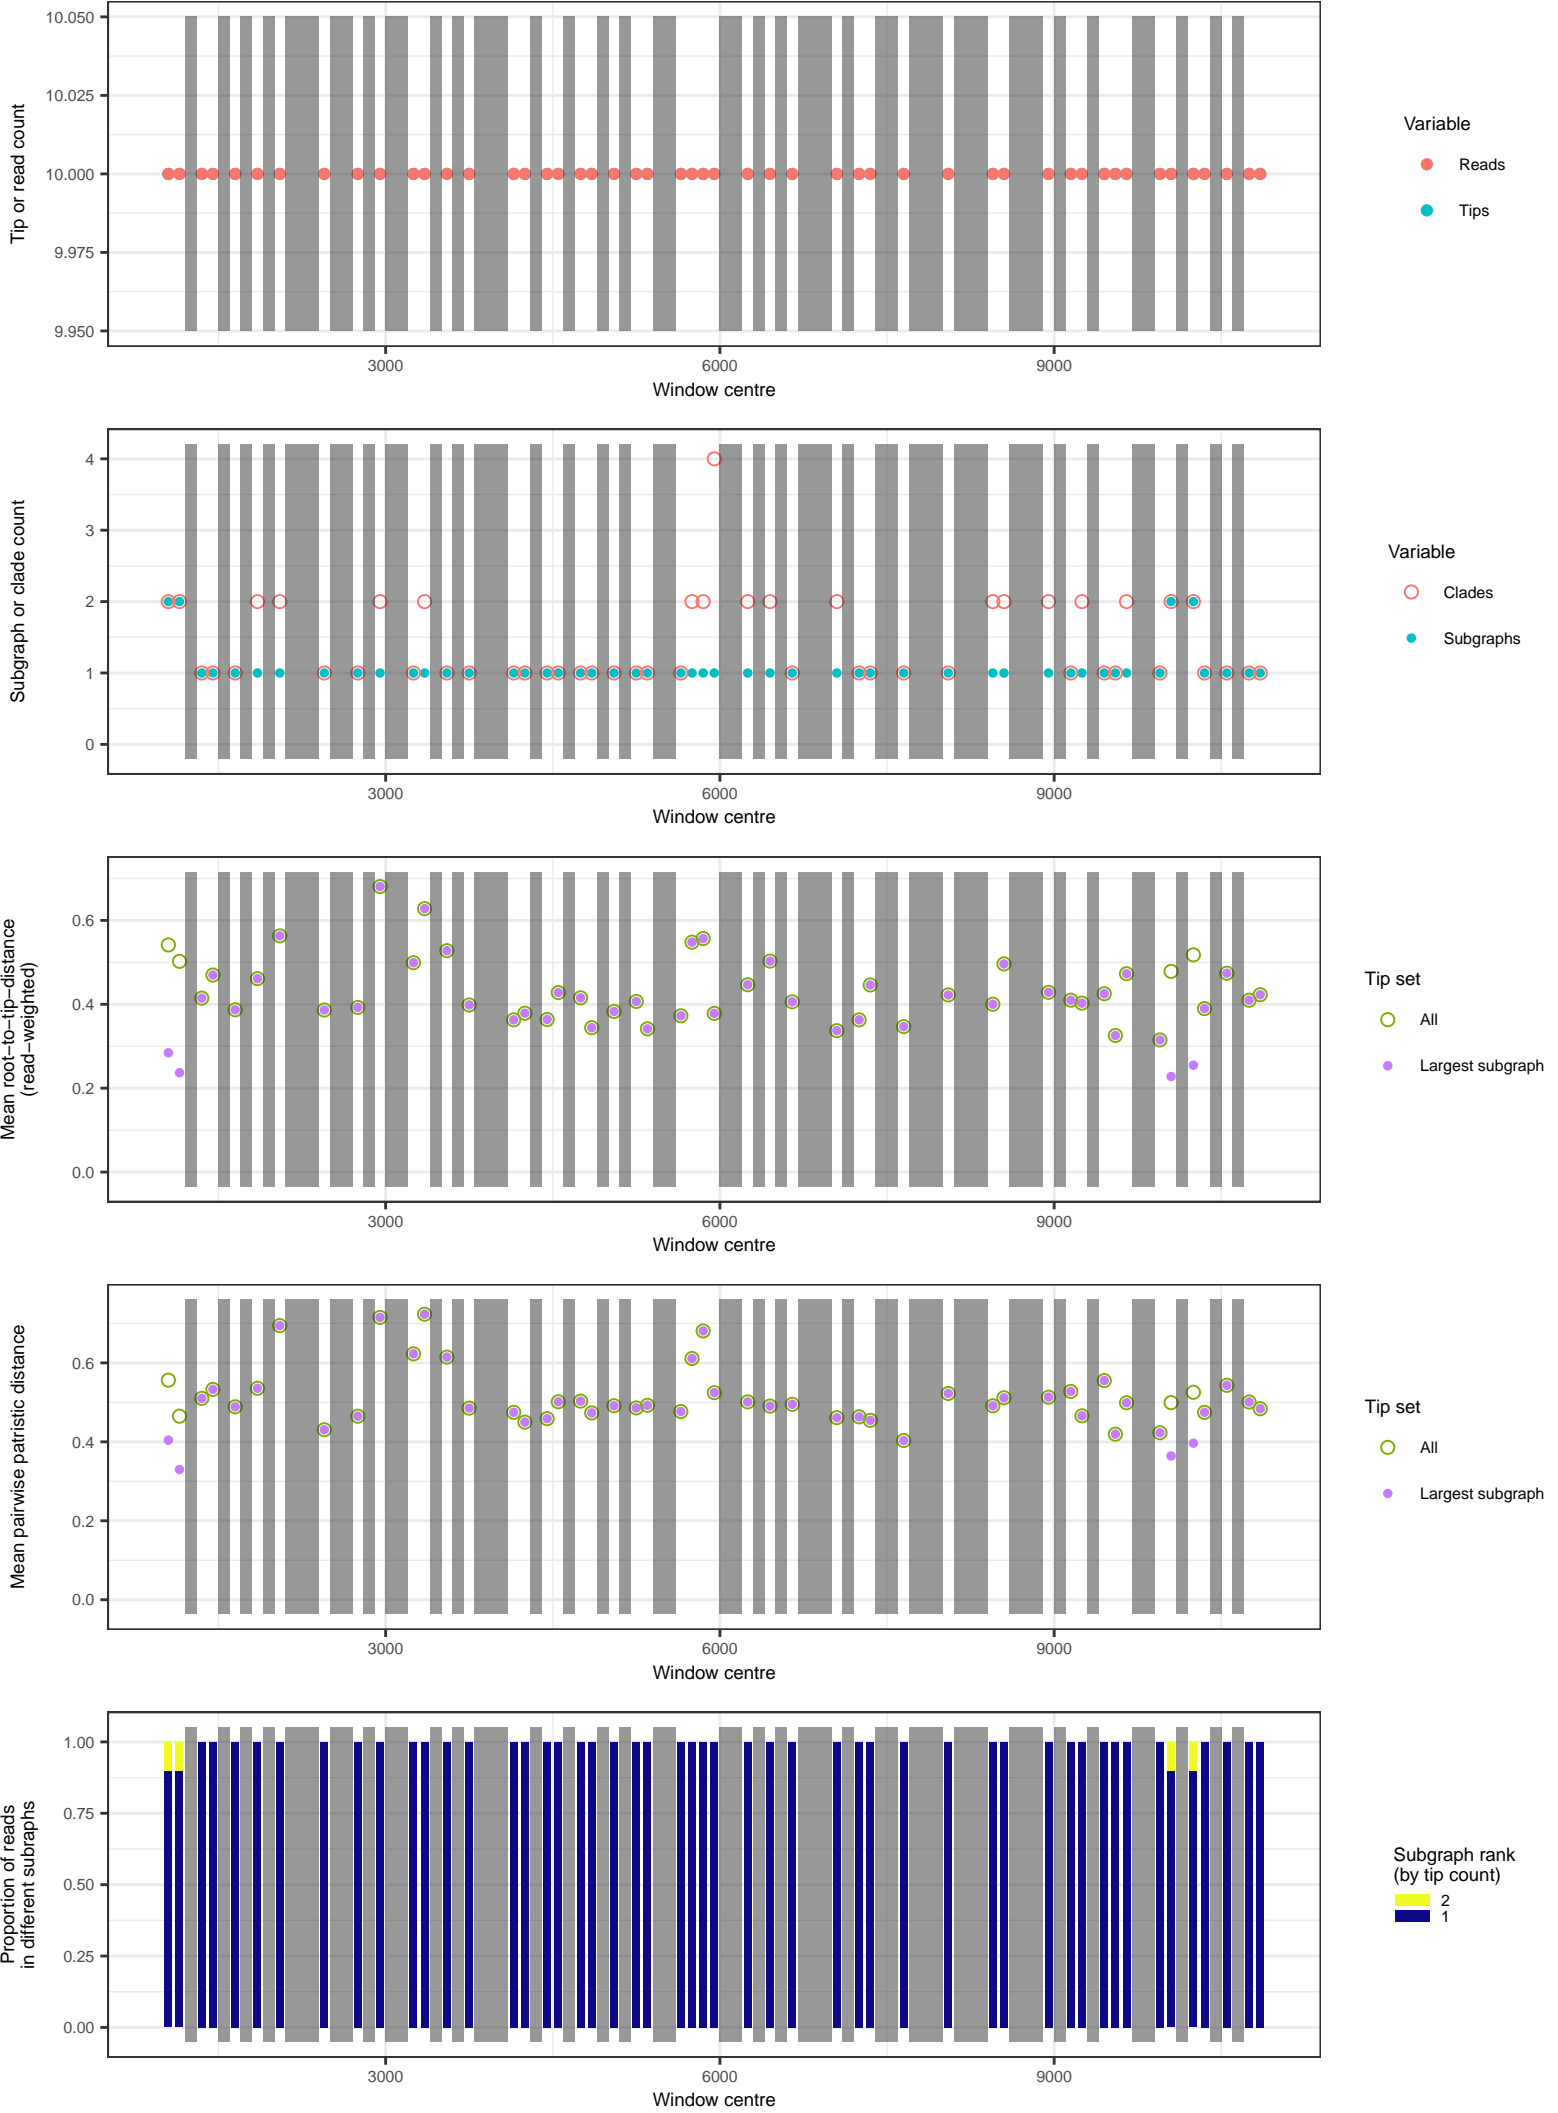 10.050
10.025
10.000
9.975
9.950
Tip or read count
3000 6000 9000
Window centre
Variable
Reads
Tips
4
3
2
1
0
Subgraph or clade count
3000 6000 9000
Window centre
Variable
Clades
Subgraphs
0.6
0.4
0.2
0.0
Mean root−to−tip−distance
(read−weighted)
3000 6000 9000
Window centre
Tip set
All
Largest subgraph
0.6
0.4
0.2
0.0
Mean pairwise patristic distance
3000 6000 9000
Window centre
Tip set
All
Largest subgraph
1.00
0.75
0.50
0.25
0.00
Proportion of reads
in different subraphs
3000 6000 9000
Window centre
Subgraph rank
(by tip count)
2
1